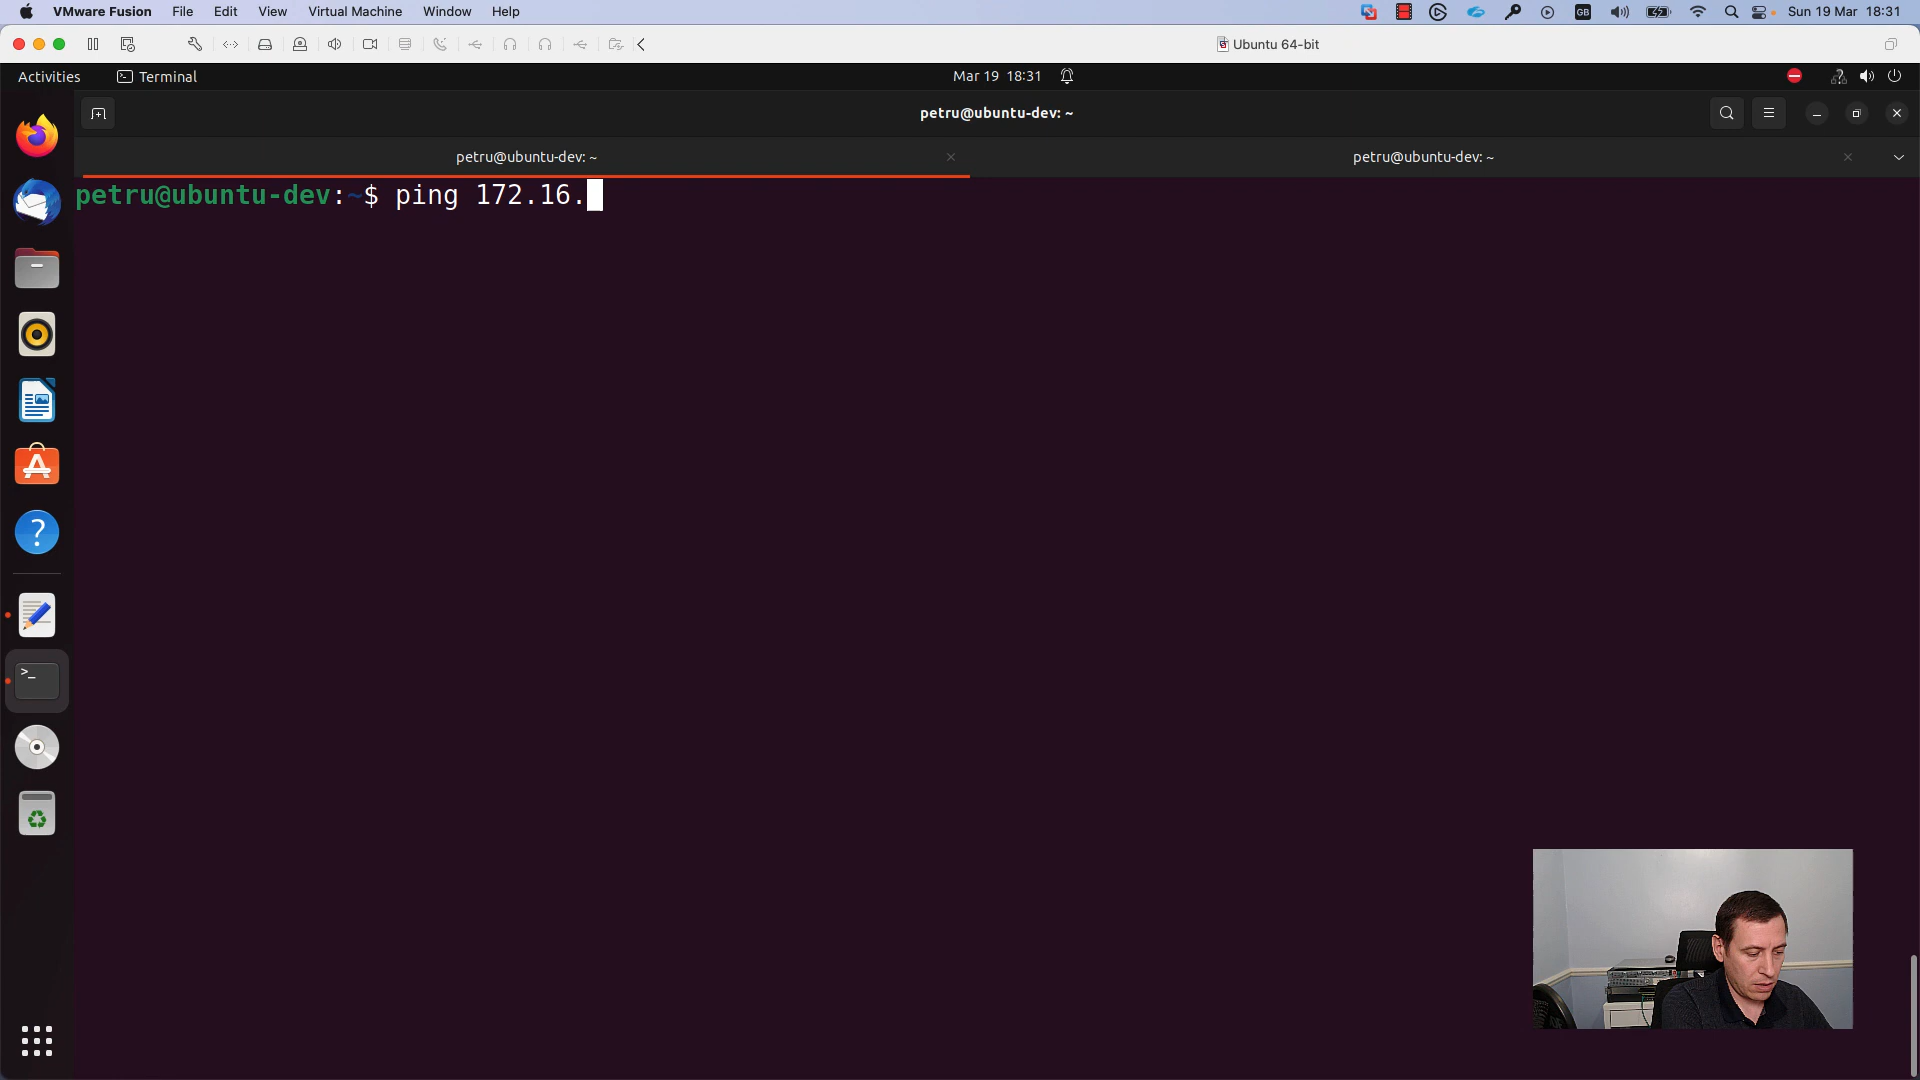 VMware Fusion File Edit View Virtual Machine Window Help GB Sun 19 Mar 18:31
Ubuntu 64-bit
Activities Terminal Mar 19 18:31
petru@ubuntu-dev: ~
petru@ubuntu-dev: ~ petru@ubuntu-dev: ~
petru@ubuntu-dev:~$ ping 172.16.